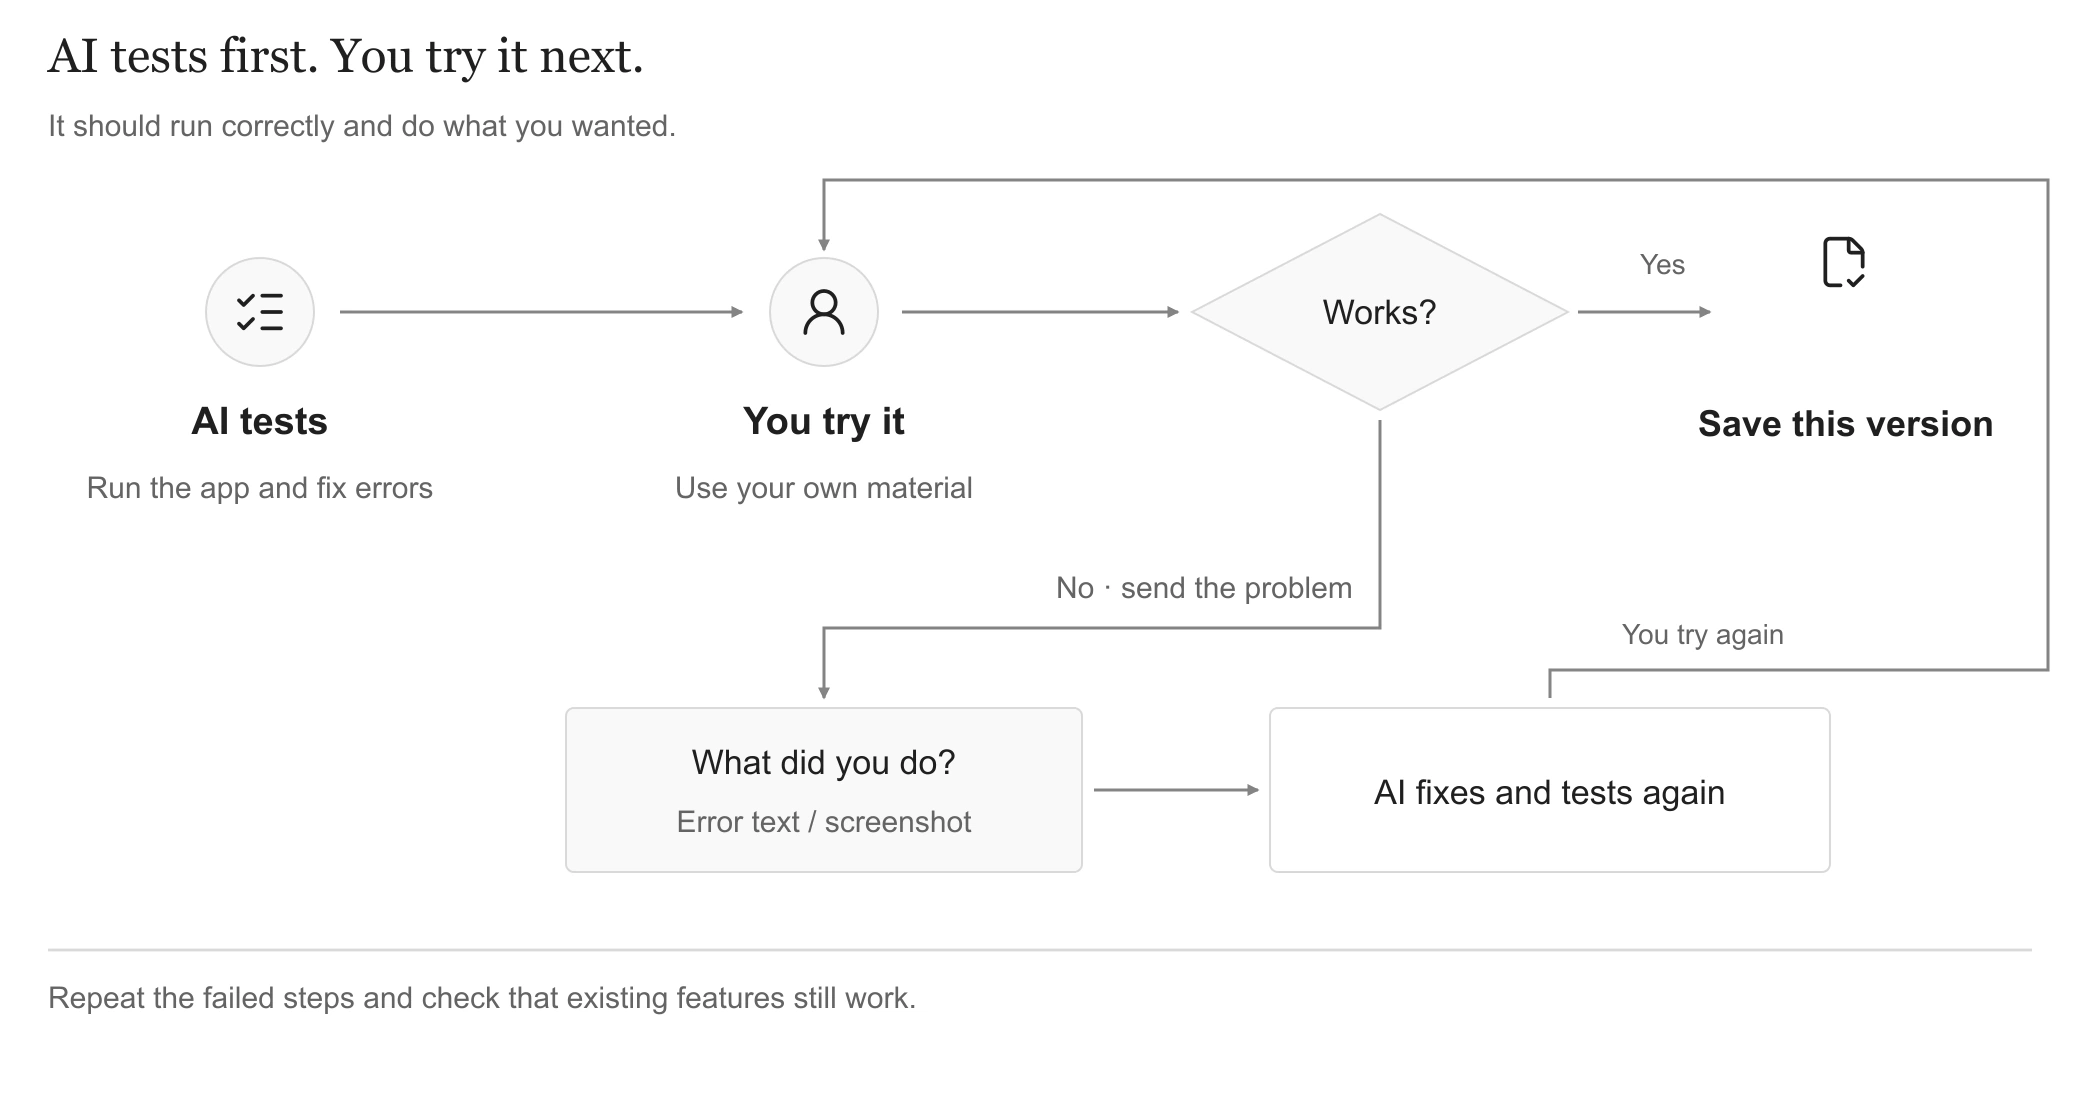 AI tests first. You try it next.
It should run correctly and do what you wanted.
Works?
Yes
AI tests
Run the app and fix errors
You try it
Use your own material
Save this version
No · send the problem
You try again
What did you do?
Error text / screenshot
AI fixes and tests again
Repeat the failed steps and check that existing features still work.